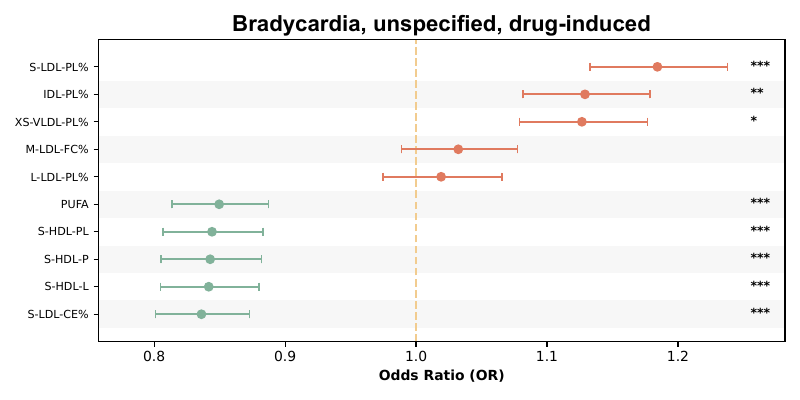 Bradycardia, unspecified, drug-induced
S-LDL-PL% ***
IDL-PL% **
XS-VLDL-PL% *
M-LDL-FC%
L-LDL-PL%
PUFA ***
S-HDL-PL ***
S-HDL-P ***
S-HDL-L ***
S-LDL-CE% ***
0.8 0.9 1.0 1.1 1.2
Odds Ratio (OR)